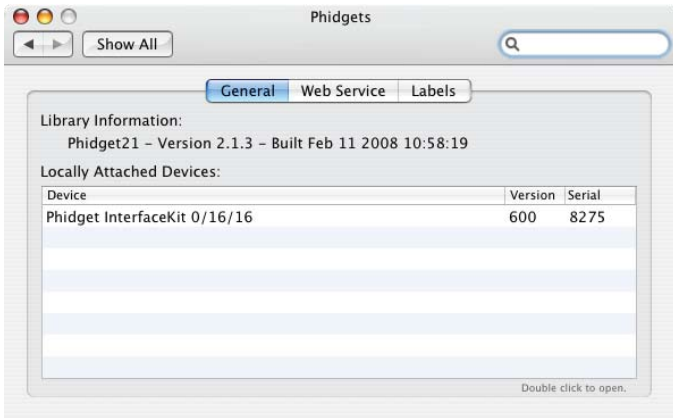 Phidgets
Show All
General Web Service Labels
Library Information:
Phidget21 – Version 2.1.3 – Built Feb 11 2008 10:58:19
Locally Attached Devices:
Device Version Serial
Phidget InterfaceKit 0/16/16 600 8275
Double click to open.